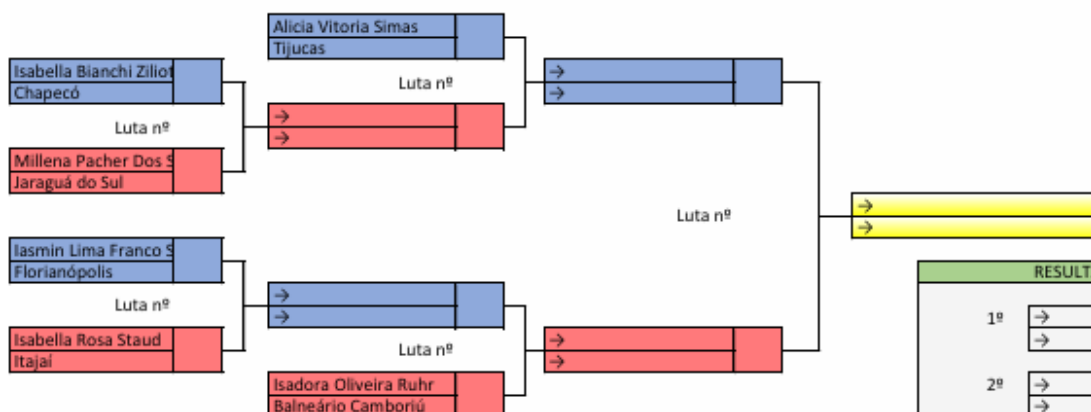 Alicia Vitoria Simas
Tijucas
Isabella Bianchi Ziliot
Chapecó
Luta nº
→
→
Luta nº
→
→
Millena Pacher Dos S
Jaraguá do Sul
Luta nº
→
→
Iasmin Lima Franco S
Florianópolis
RESULT
Luta nº
→
→
1º →
→
Isabella Rosa Staud
Itajaí
Luta nº
→
→
Isadora Oliveira Ruhr
Balneário Camboriú
2º →
→